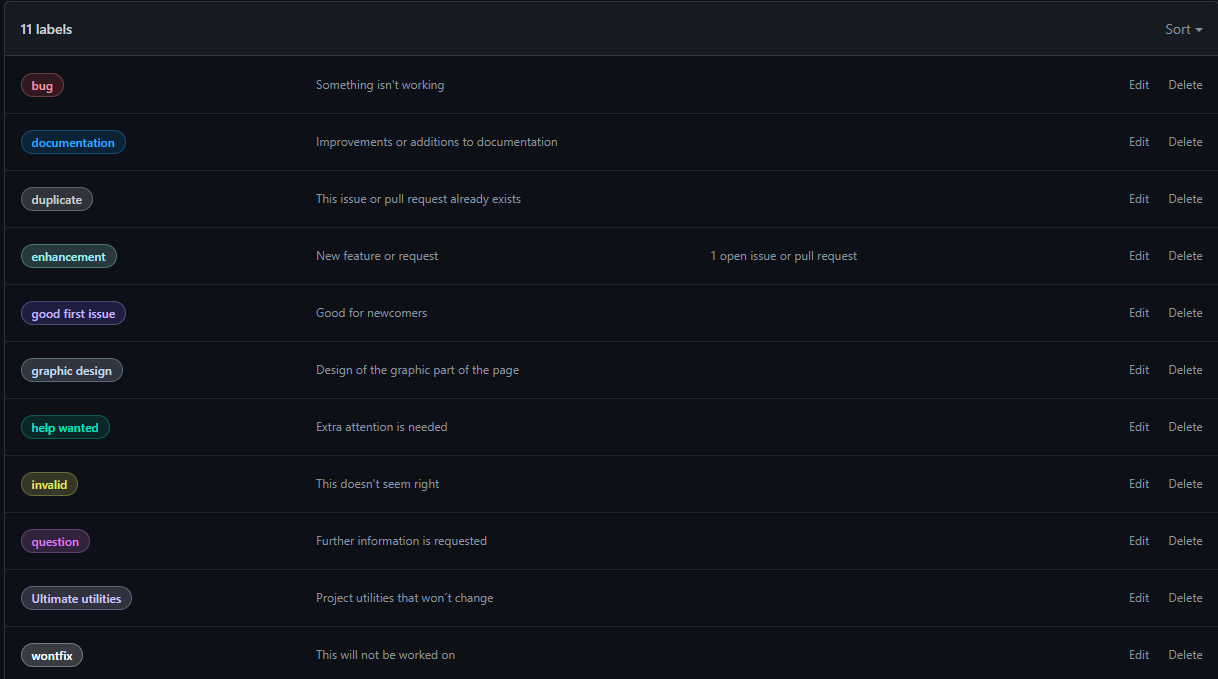 11 labels Sort
bug Something isn't working Edit Delete
documentation Improvements or additions to documentation Edit Delete
duplicate This issue or pull request already exists Edit Delete
enhancement New feature or request 1 open issue or pull request Edit Delete
good first issue Good for newcomers Edit Delete
graphic design Design of the graphic part of the page Edit Delete
help wanted Extra attention is needed Edit Delete
invalid This doesn't seem right Edit Delete
question Further information is requested Edit Delete
Ultimate utilities Project utilities that won´t change Edit Delete
wontfix This will not be worked on Edit Delete